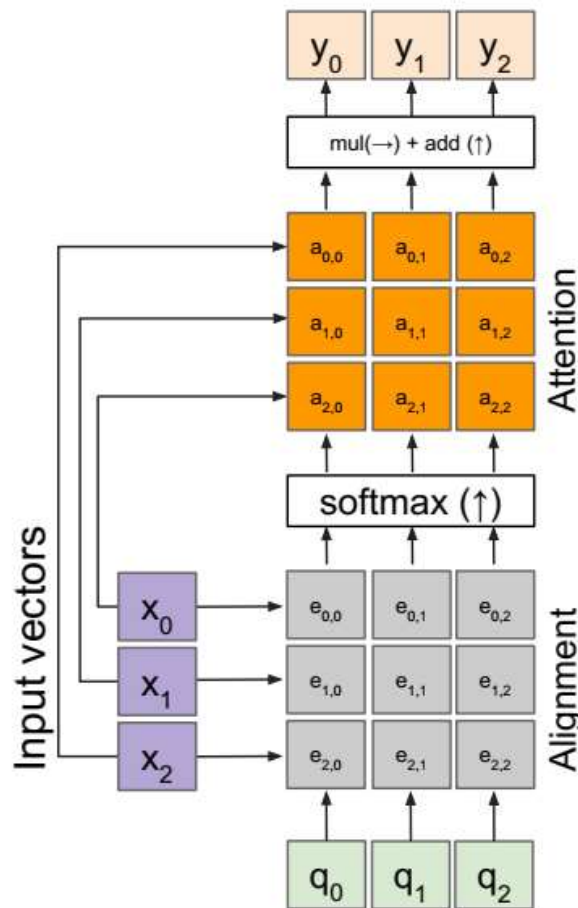 y₀ y₁ y₂
mul(→) + add (↑)
a₀,₀ a₀,₁ a₀,₂
a₁,₀ a₁,₁ a₁,₂
a₂,₀ a₂,₁ a₂,₂
Attention
softmax (↑)
Input vectors
x₀ e₀,₀ e₀,₁ e₀,₂
x₁ e₁,₀ e₁,₁ e₁,₂
x₂ e₂,₀ e₂,₁ e₂,₂
Alignment
q₀ q₁ q₂